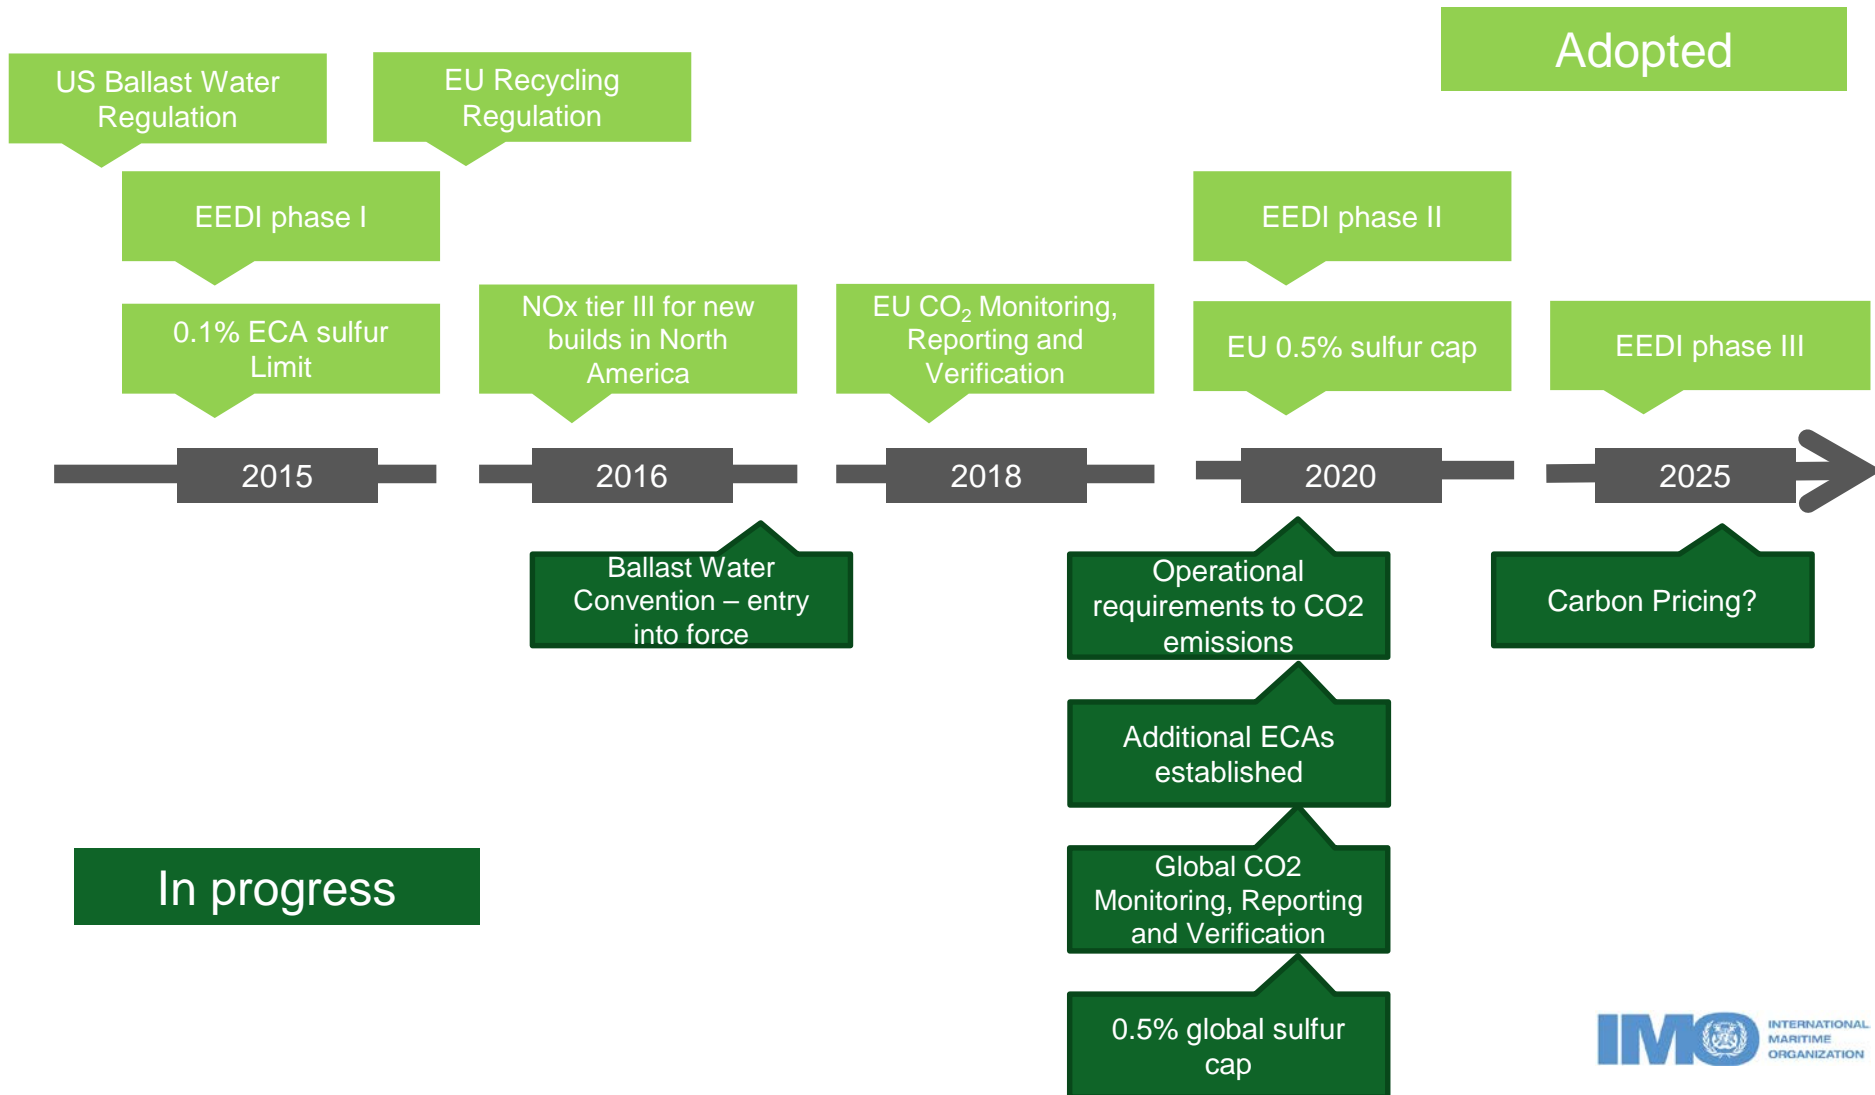 Adopted
US Ballast Water
Regulation
EU Recycling
Regulation
EEDI phase I
EEDI phase II
0.1% ECA sulfur
Limit
NOx tier III for new
builds in North
America
EU CO₂ Monitoring,
Reporting and
Verification
EU 0.5% sulfur cap
EEDI phase III
2015
2016
2018
2020
2025
Ballast Water
Convention – entry
into force
Operational
requirements to CO2
emissions
Carbon Pricing?
Additional ECAs
established
In progress
Global CO2
Monitoring, Reporting
and Verification
0.5% global sulfur
cap
IMO
INTERNATIONAL
MARITIME
ORGANIZATION